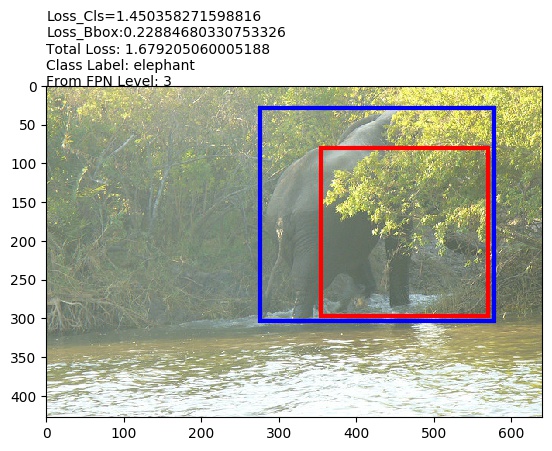 Loss_Cls=1.450358271598816
Loss_Bbox:0.22884680330753326
Total Loss: 1.679205060005188
Class Label: elephant
From FPN Level: 3
0
50
100
150
200
250
300
350
400
0 100 200 300 400 500 600